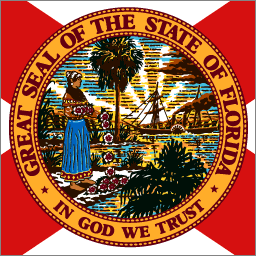 GREAT SEAL OF THE STATE OF FLORIDA
IN GOD WE TRUST